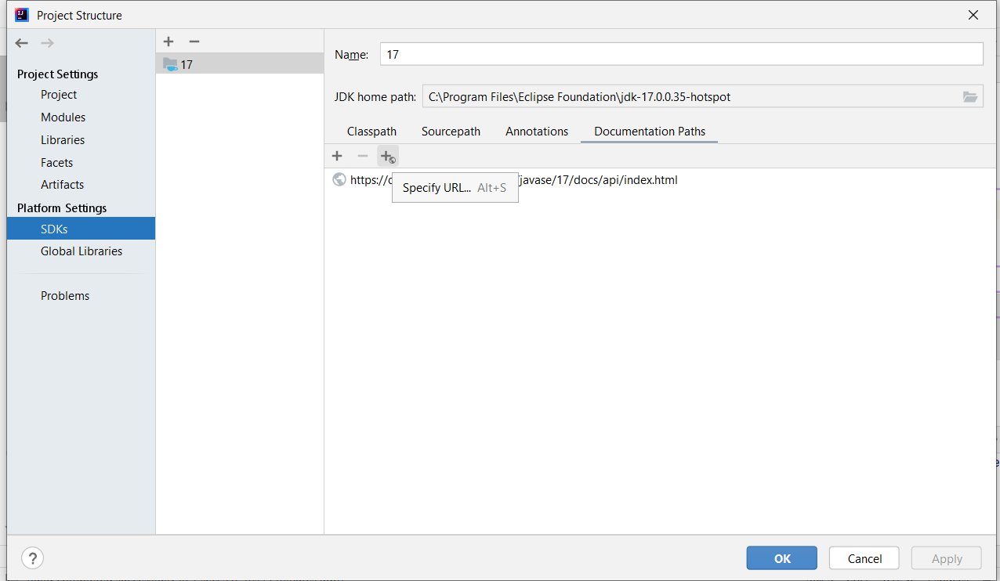 Project Structure
Project Settings
Project
Modules
Libraries
Facets
Artifacts
Platform Settings
SDKs
Global Libraries
Problems
17
Name: 17
JDK home path: C:\Program Files\Eclipse Foundation\jdk-17.0.0.35-hotspot
Classpath Sourcepath Annotations Documentation Paths
https:// /javase/17/docs/api/index.html
Specify URL... Alt+S
? OK Cancel Apply